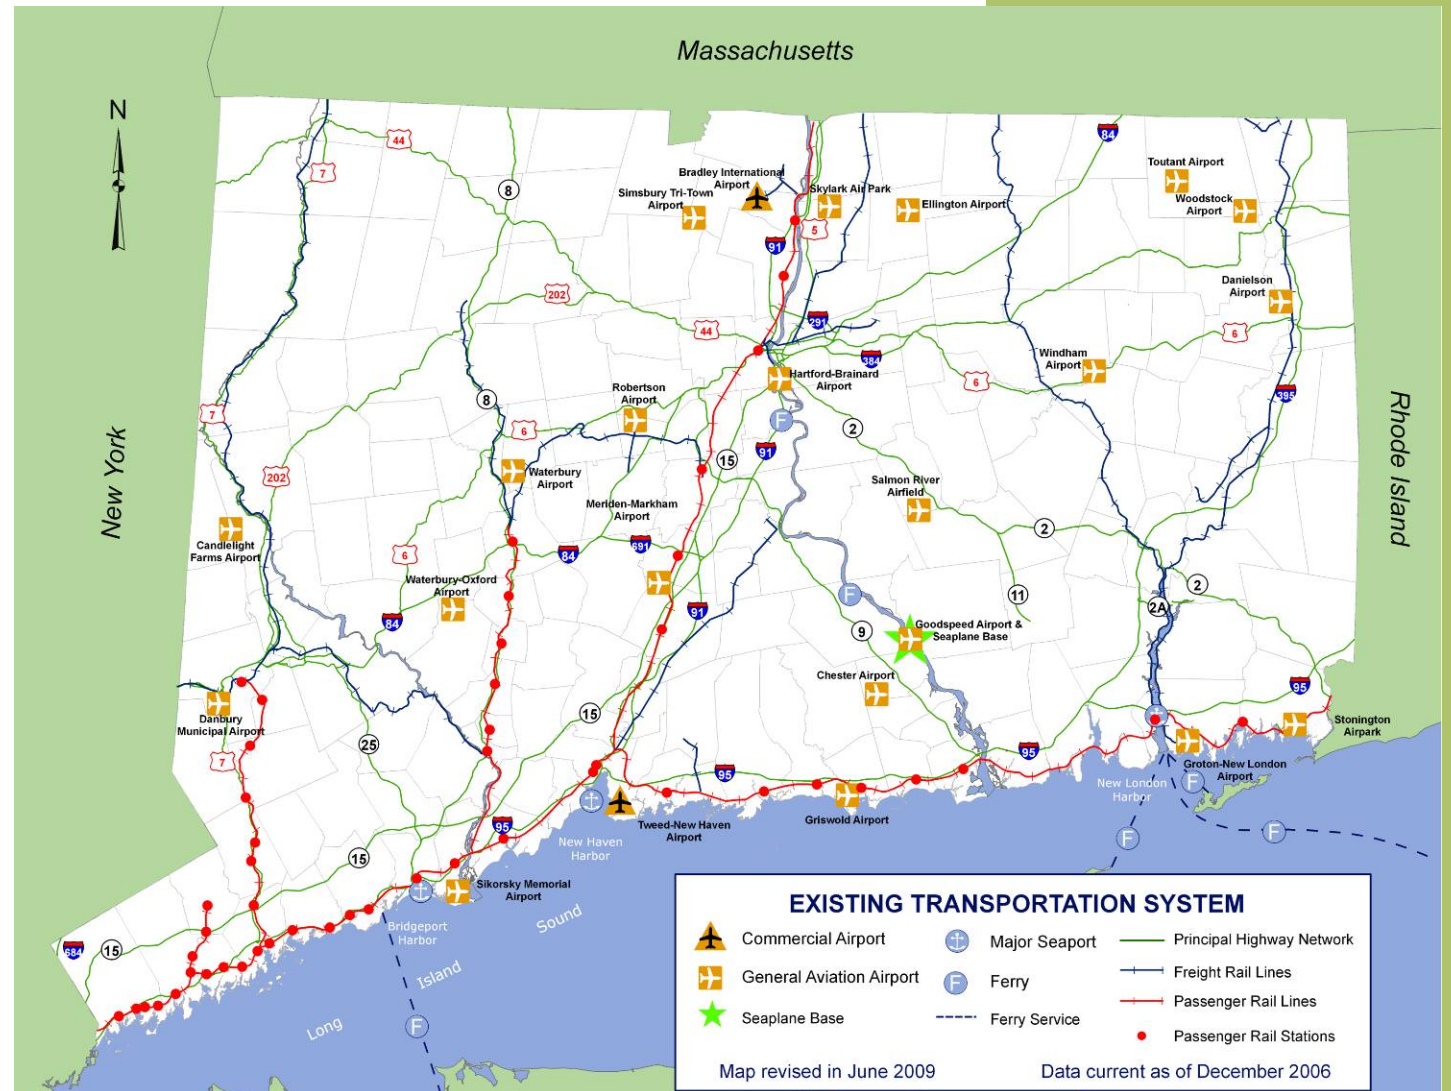 Massachusetts
N
44
7
8
84
Toutant Airport
Bradley International
Airport
Skylark Air Park
Simsbury Tri-Town
Airport
Ellington Airport
Woodstock
Airport
5
91
Danielson
Airport
202
44
291
6
384
Windham
Airport
6
Hartford-Brainard
Airport
395
Robertson
Airport
7
8
6
F
2
91
15
New York
Rhode Island
202
Waterbury
Airport
Salmon River
Airfield
Meriden-Markham
Airport
2
Candlelight
Farms Airport
6
84
691
Waterbury-Oxford
Airport
84
91
F
11
2
2A
9
Goodspeed Airport &
Seaplane Base
Chester Airport
95
Danbury
Municipal Airport
7
25
15
95
95
Stonington
Airpark
Groton-New London
Airport
New London
Harbor
F
F
F
Griswold Airport
Tweed-New Haven
Airport
New Haven
Harbor
95
15
Sikorsky Memorial
Airport
Bridgeport
Harbor
684
15
Long
Island
Sound
F
EXISTING TRANSPORTATION SYSTEM
Commercial Airport
General Aviation Airport
Seaplane Base
Major Seaport
F
Ferry
Ferry Service
Principal Highway Network
Freight Rail Lines
Passenger Rail Lines
Passenger Rail Stations
Map revised in June 2009
Data current as of December 2006